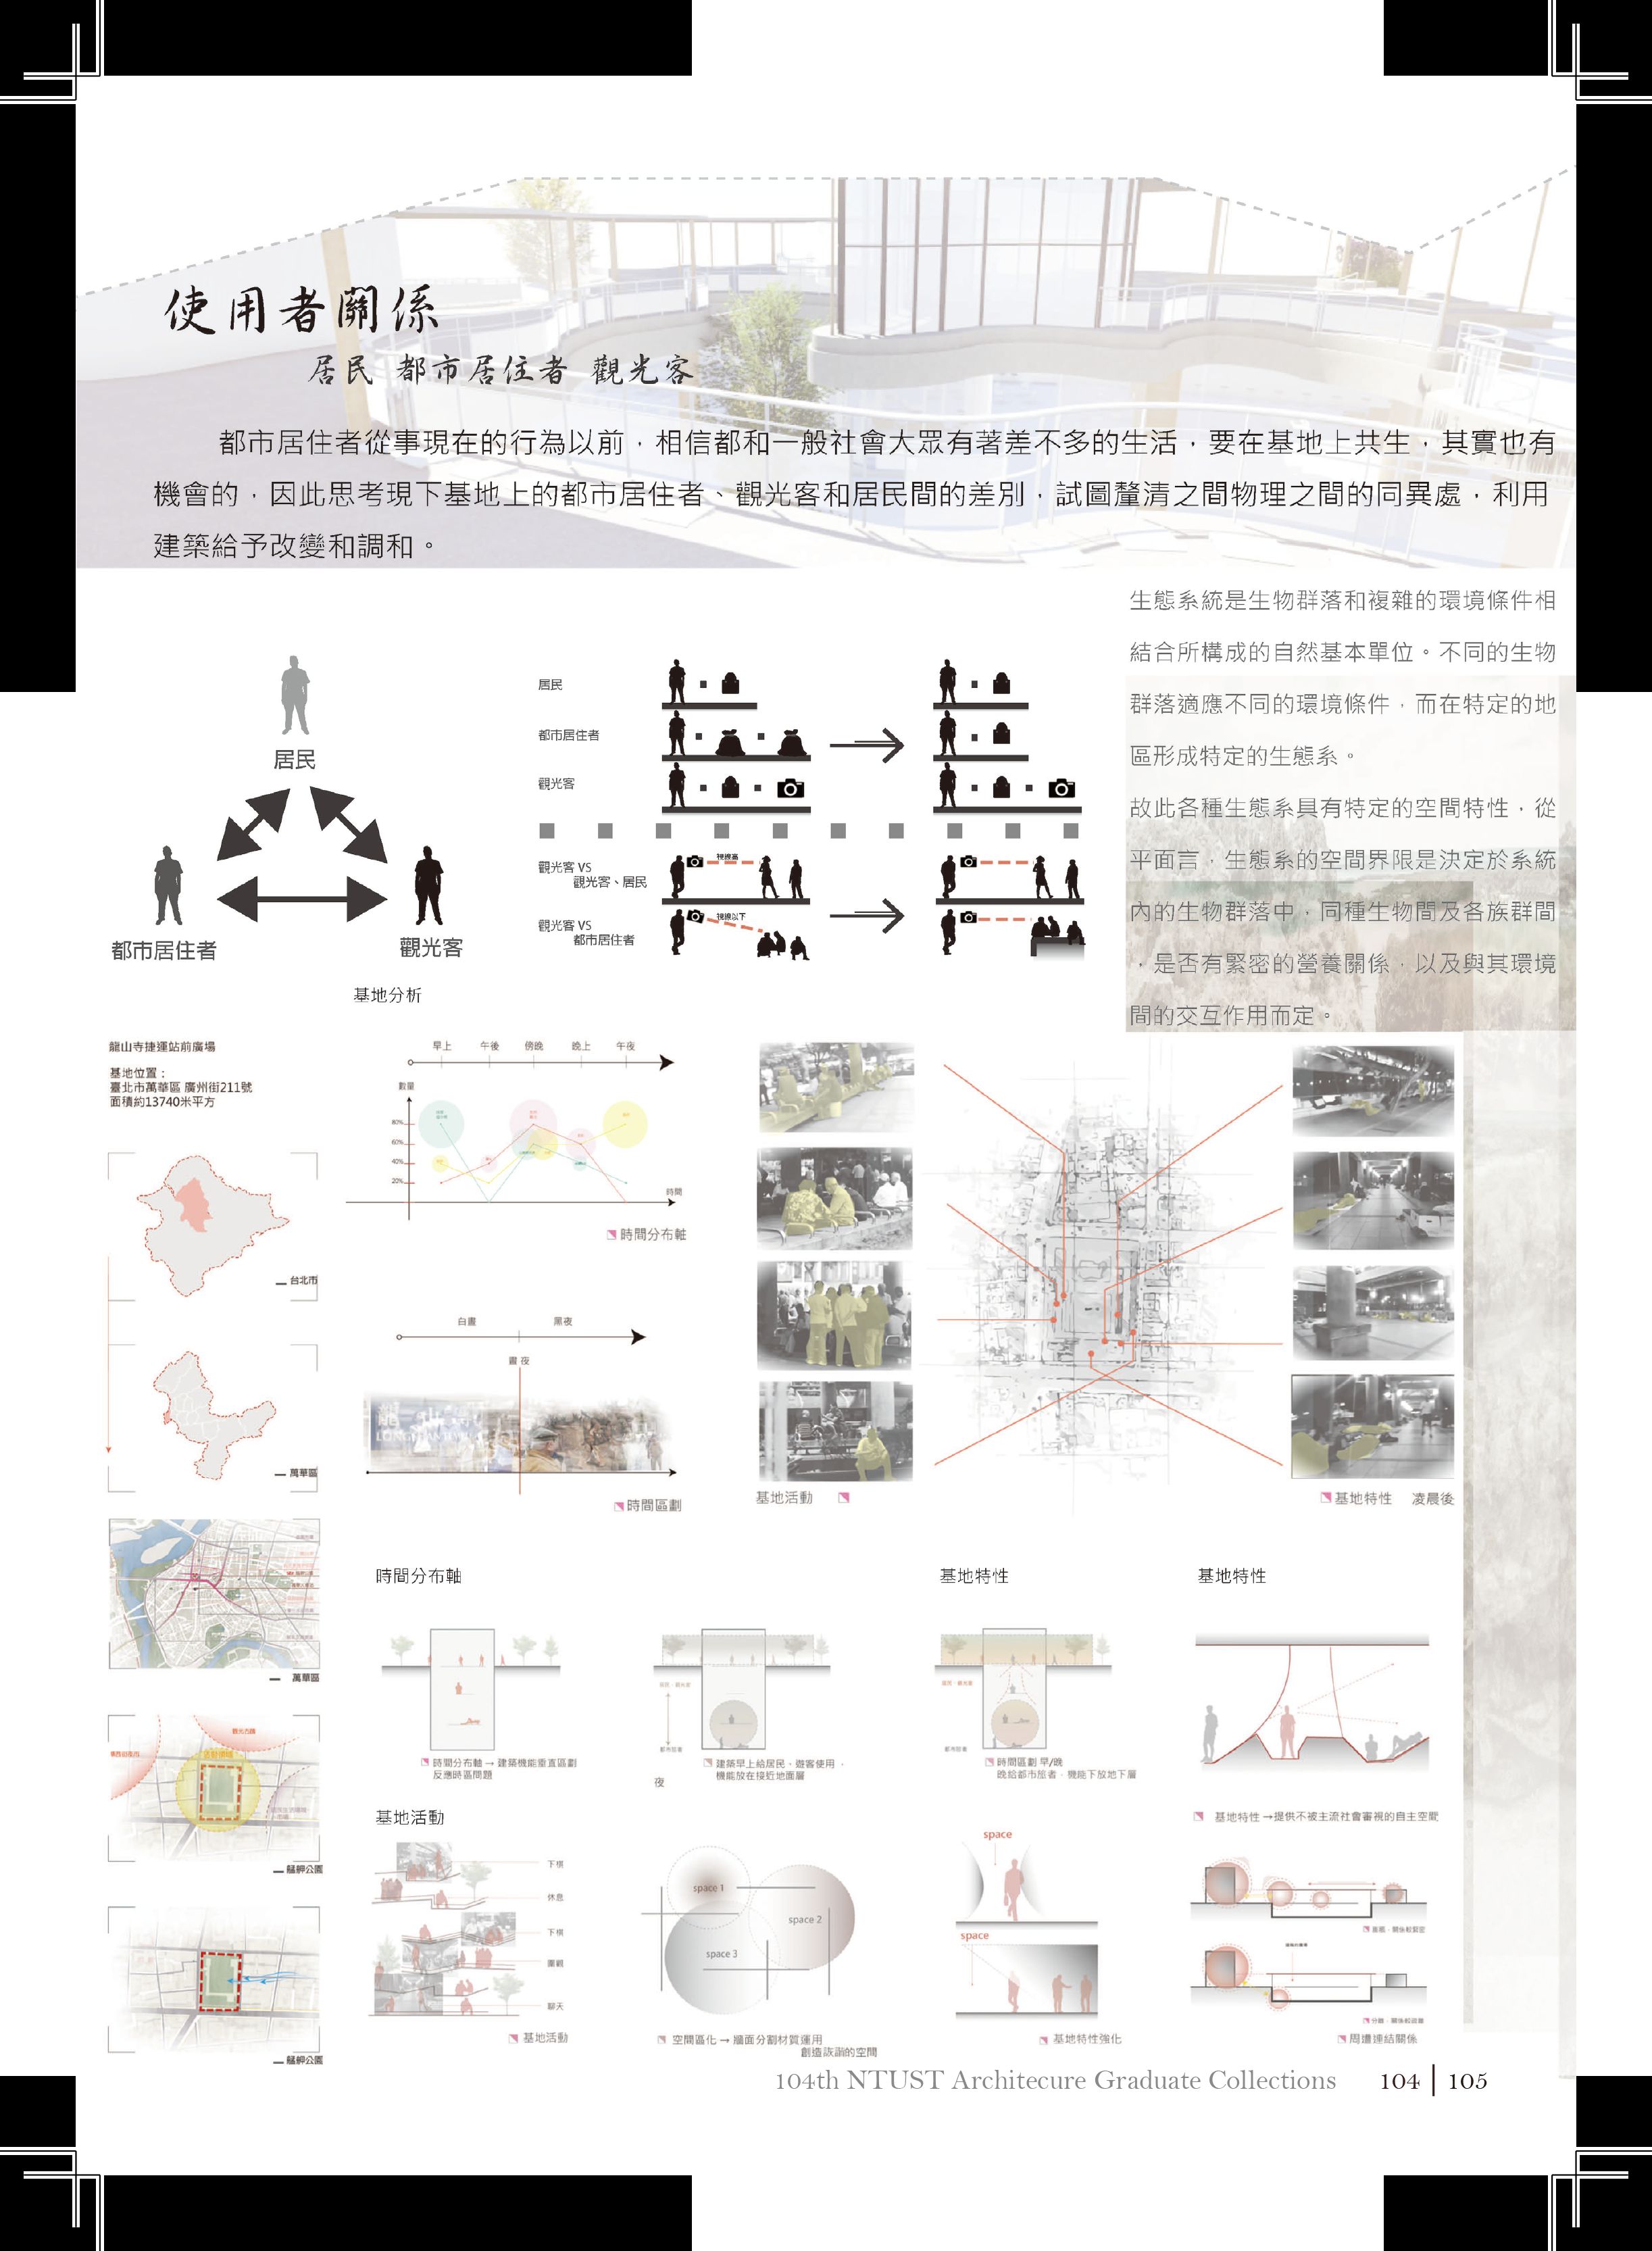 使用者關係
居民 都市居住者 觀光客
都市居住者從事現在的行為以前，相信都和一般社會大眾有著差不多的生活，要在基地上共生，其實也有
機會的，因此思考現下基地上的都市居住者、觀光客和居民間的差別，試圖釐清之間物理之間的同異處，利用
建築給予改變和調和。
生態系統是生物群落和複雜的環境條件相
結合所構成的自然基本單位。不同的生物
群落適應不同的環境條件，而在特定的地
區形成特定的生態系。
故此各種生態系具有特定的空間特性，從
平面言，生態系的空間界限是決定於系統
內的生物群落中，同種生物間及各族群間
，是否有緊密的營養關係，以及與其環境
間的交互作用而定。
居民
都市居住者
觀光客
居民
都市居住者
觀光客
觀光客 VS
觀光客、居民
視線高
觀光客 VS
都市居住者
視線以下
基地分析
龍山寺捷運站前廣場
基地位置：
臺北市萬華區 廣州街211號
面積約13740米平方
台北市
萬華區
萬華區
艋舺公園
艋舺公園
早上 午後 傍晚 晚上 午夜
數量
80%
60%
40%
20%
時間
時間分布軸
白晝 黑夜
晝 夜
時間區劃
基地活動
基地特性 凌晨後
時間分布軸
基地特性
基地特性
時間分布軸 → 建築機能垂直區劃
反應時區問題
建築早上給居民、遊客使用，
機能放在接近地面層
夜
時間區劃 早/晚
晚給都市旅者，機能下放地下層
基地特性 →提供不被主流社會審視的自主空間
基地活動
下棋
休息
下棋
圍觀
聊天
基地活動
space 1
space 2
space 3
空間區化 → 牆面分割材質運用
創造詼諧的空間
space
space
基地特性強化
周遭連結關係
104th NTUST Architecure Graduate Collections 104 | 105